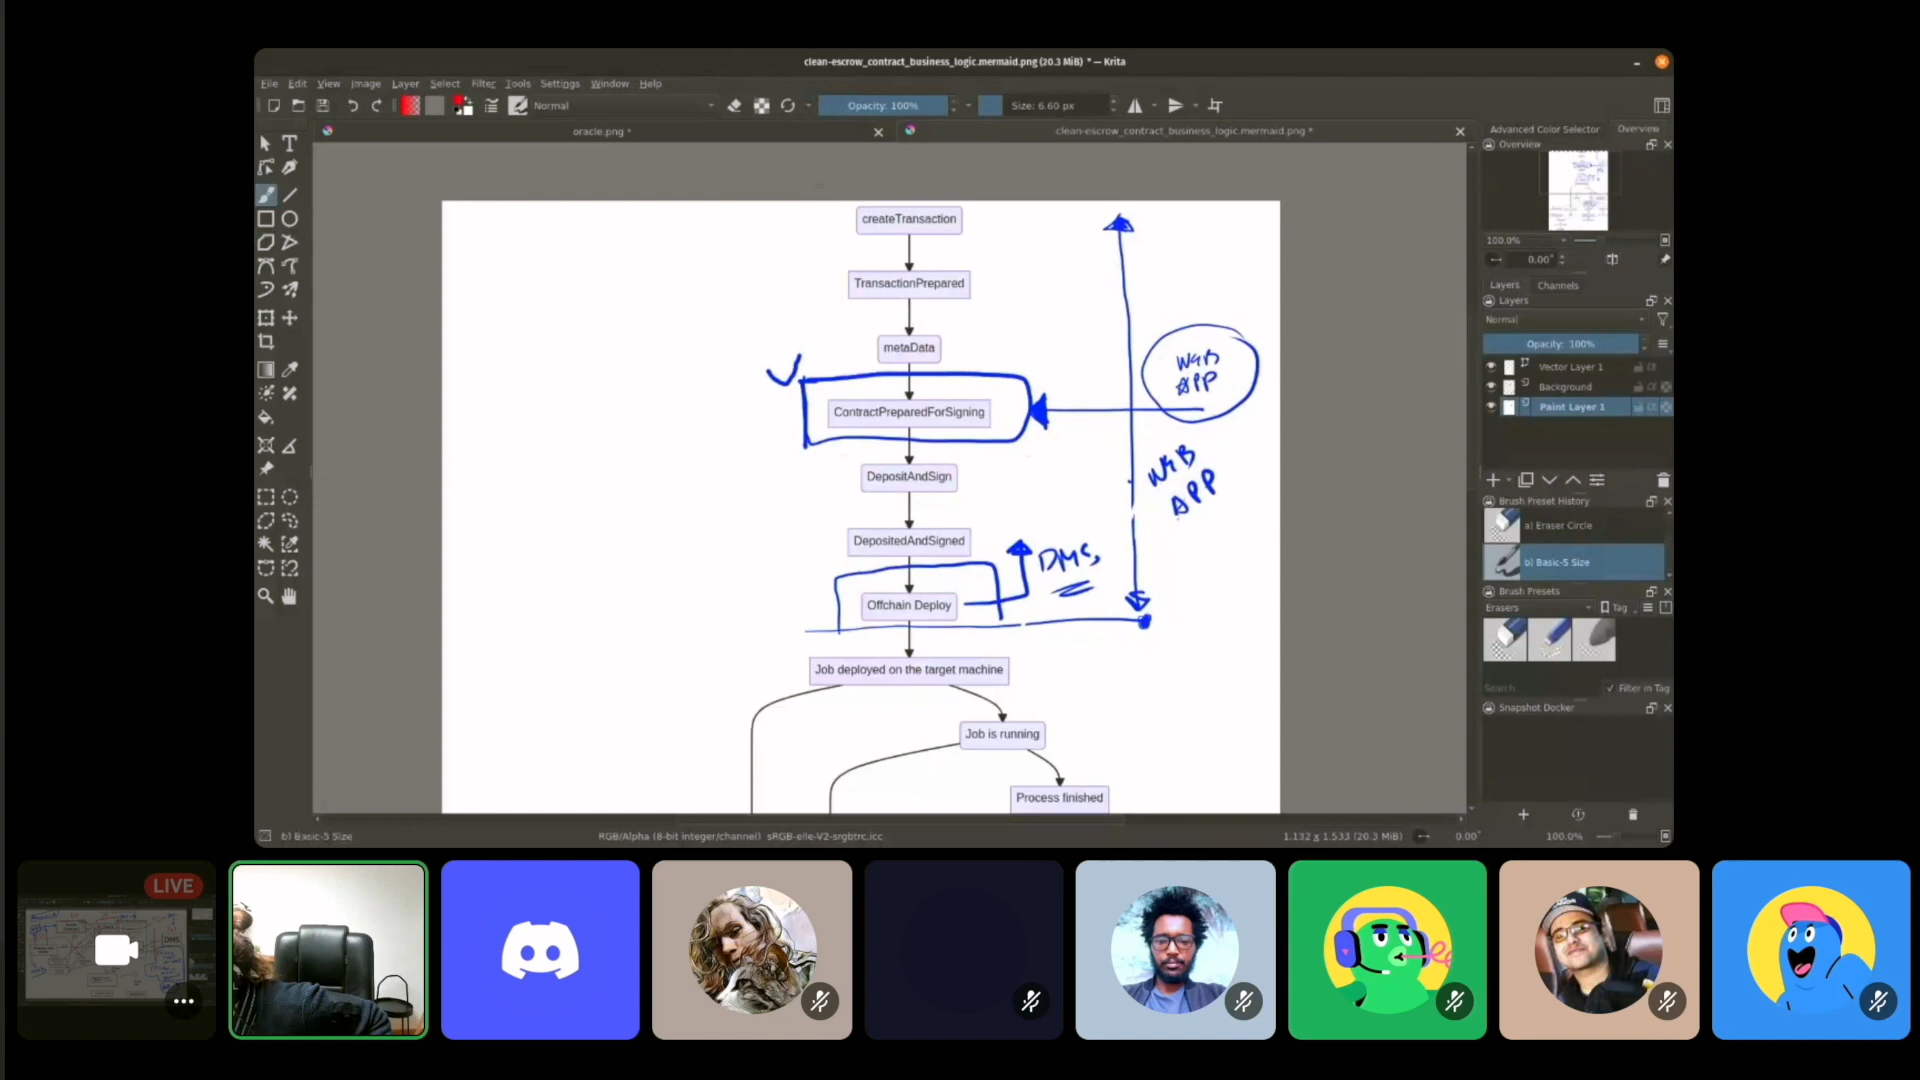 clean-escrow_contract_business_logic.mermaid.png (20.3 MiB) * — Krita
File Edit View Image Layer Select Filter Tools Settings Window Help
Normal
Opacity: 100%
Size: 6.60 px
oracle.png *
clean-escrow_contract_business_logic.mermaid.png *
Advanced Color Selector
Overview
Overview
createTransaction
TransactionPrepared
metaData
ContractPreparedForSigning
DepositAndSign
DepositedAndSigned
Offchain Deploy
Job deployed on the target machine
Job is running
Process finished
V
WEB
APP
WEB
APP
DMS
100.0%
0.00°
Layers
Channels
Layers
Normal
Opacity: 100%
Vector Layer 1
Background
Paint Layer 1
Brush Preset History
a) Eraser Circle
b) Basic-5 Size
Brush Presets
Erasers
Tag
Search
Filter in Tag
Snapshot Docker
b) Basic-5 Size
RGB/Alpha (8-bit integer/channel) sRGB-elle-V2-srgbtrc.icc
1.132 x 1.533 (20.3 MiB)
0.00°
100.0%
LIVE
DMS